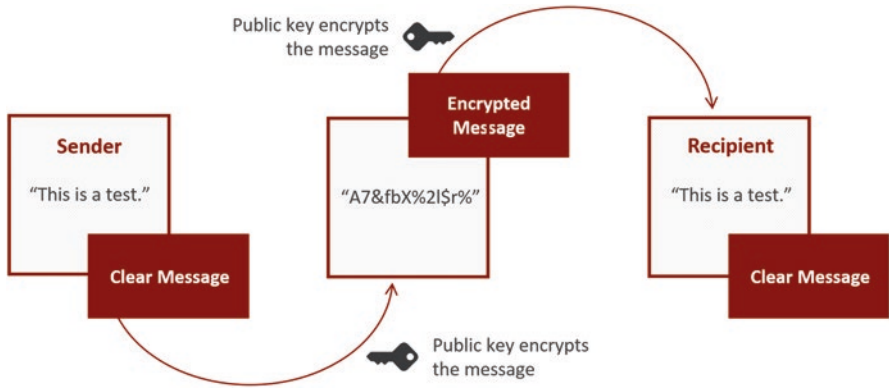 Public key encrypts
the message
Encrypted
Message
Sender
Recipient
“This is a test.”
“A7&fbX%2l$r%”
“This is a test.”
Clear Message
Clear Message
Public key encrypts
the message